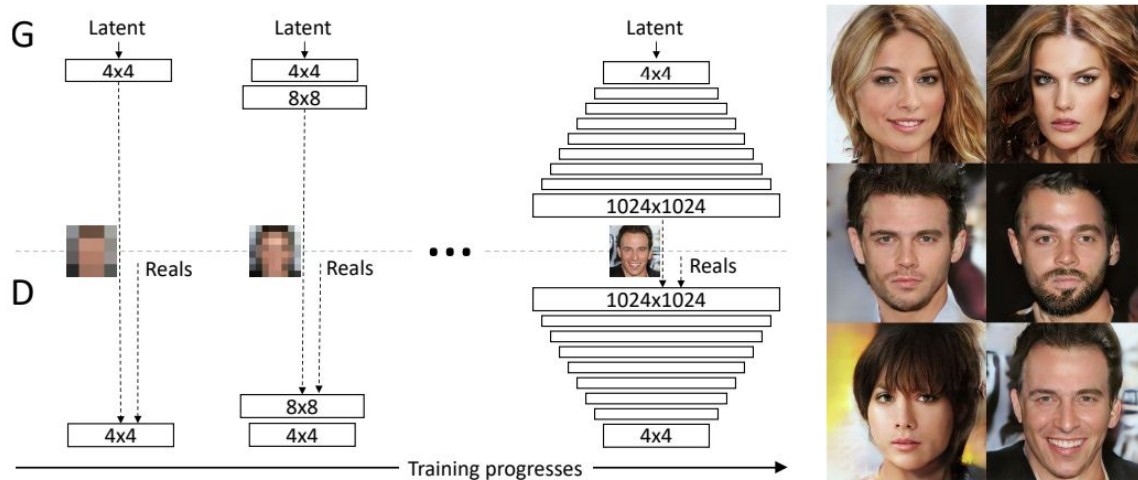 G
Latent
4x4
Latent
4x4
8x8
Latent
4x4
1024x1024
Reals
Reals
...
Reals
D
1024x1024
8x8
4x4
4x4
4x4
Training progresses